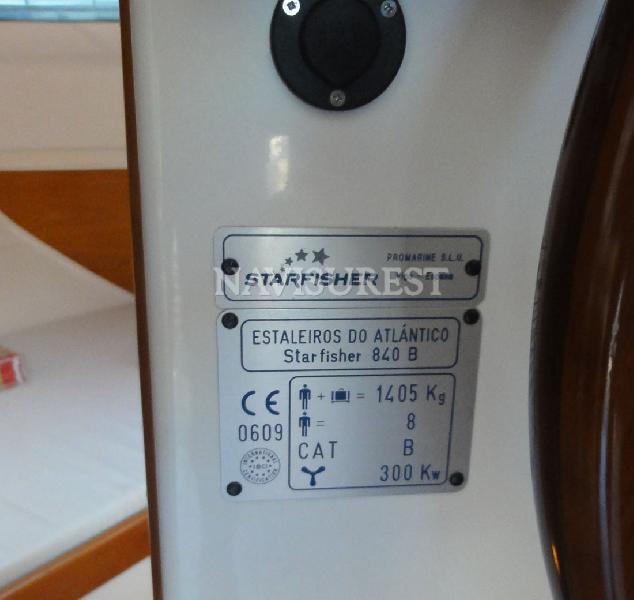 PROMARINE S.L.U.
STARFISHER
NAVISUREST
ESTALEIROS DO ATLÁNTICO
Starfisher 840 B
CE
+ = 1405 Kg
= 8
0609
CAT B
300 Kw